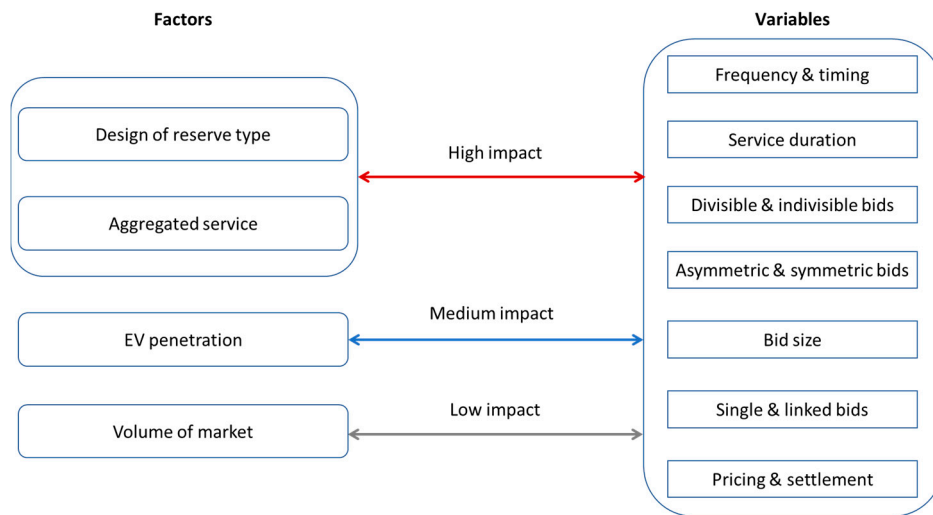 Factors
Variables
Design of reserve type
Aggregated service
EV penetration
Volume of market
High impact
Medium impact
Low impact
Frequency & timing
Service duration
Divisible & indivisible bids
Asymmetric & symmetric bids
Bid size
Single & linked bids
Pricing & settlement